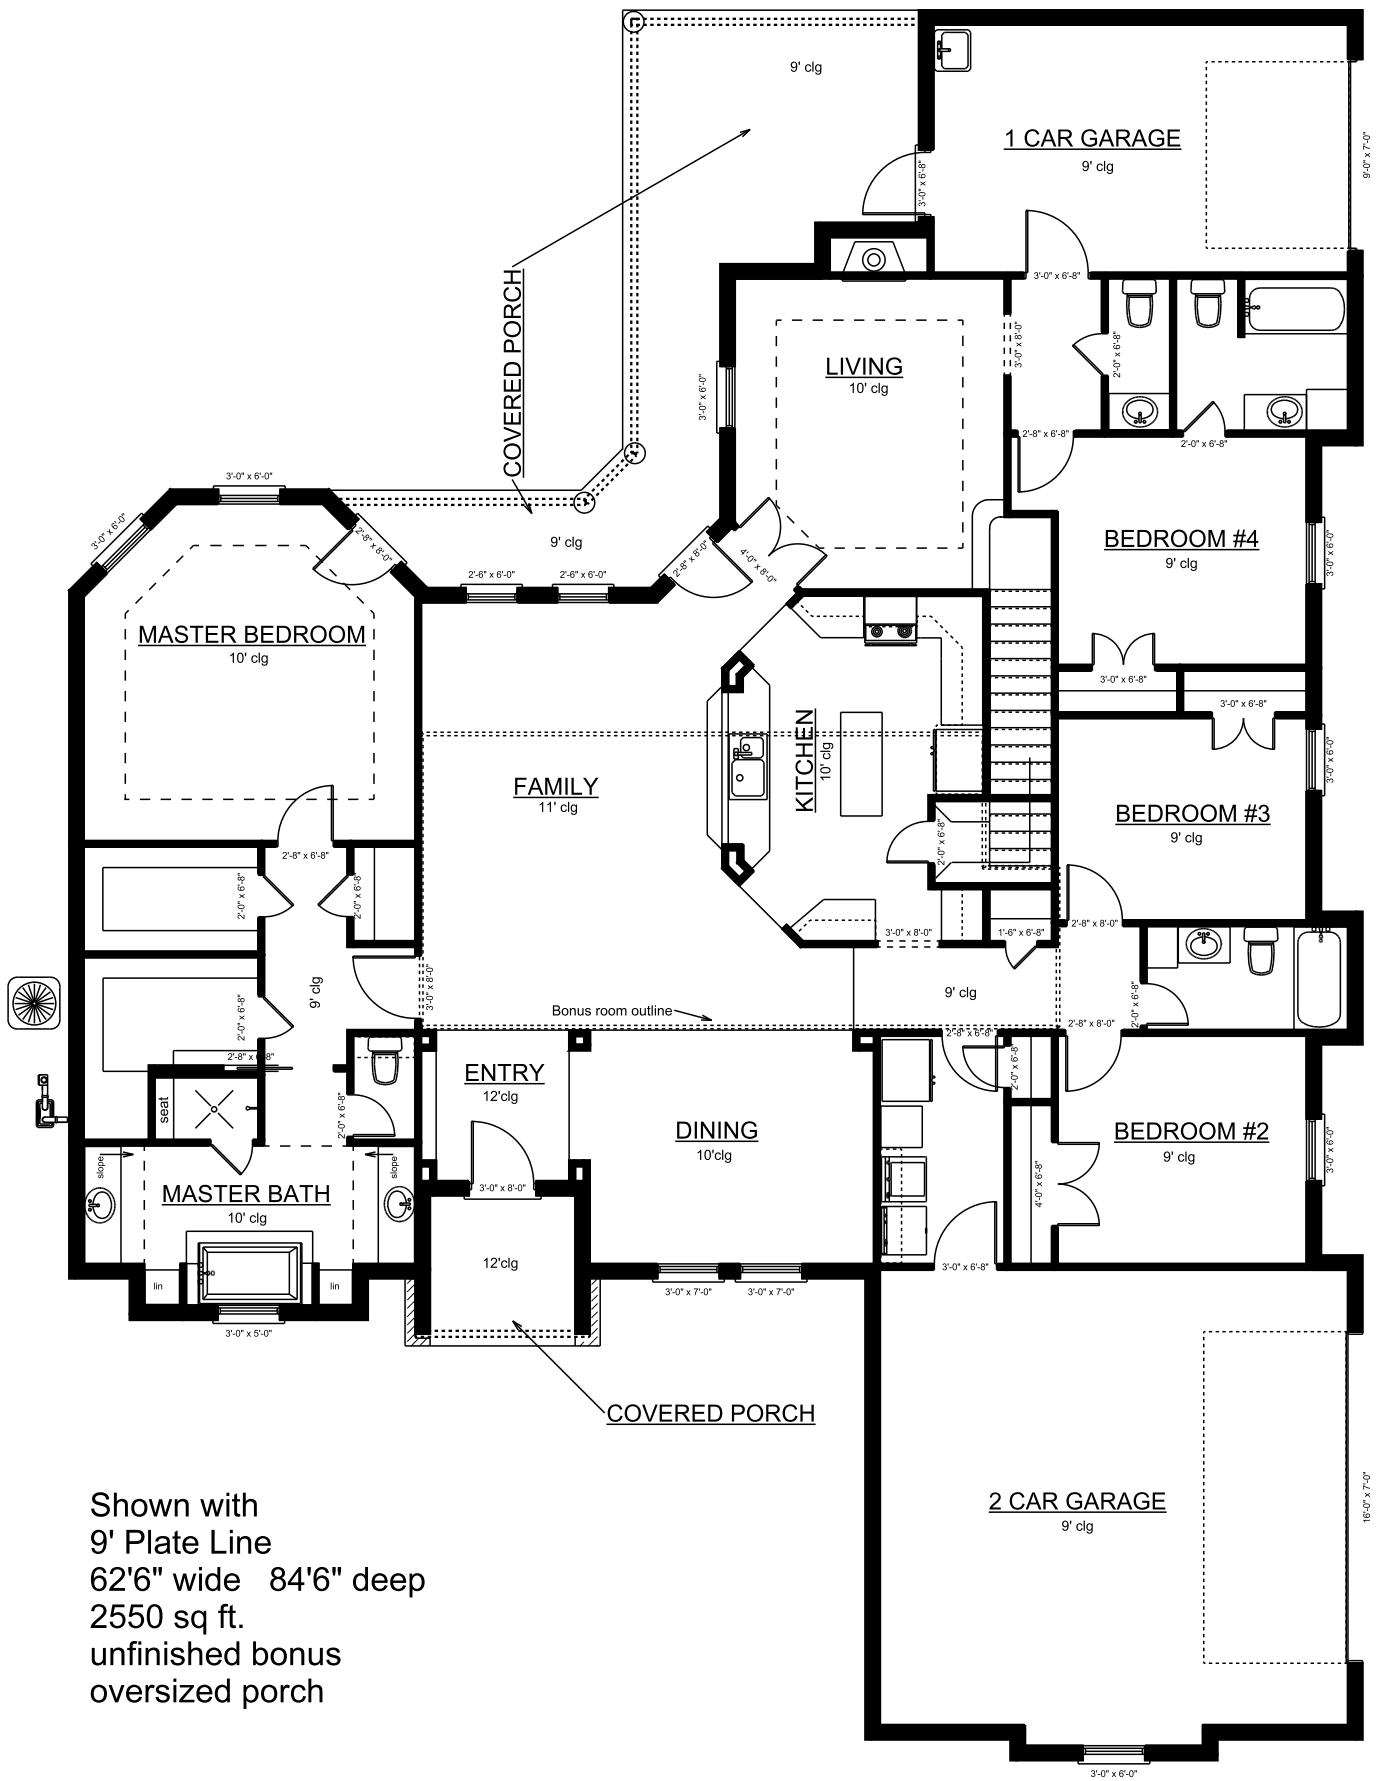 9' clg
1 CAR GARAGE
9' clg
9'-0" x 7'-0"
3'-0" x 6'-8"
3'-0" x 6'-8"
COVERED PORCH
3'-0" x 8'-0"
2'-0" x 6'-8"
LIVING
10' clg
3'-0" x 6'-0"
2'-8" x 6'-8"
2'-0" x 6'-8"
3'-0" x 6'-0"
3'-0" x 6'-0"
2'-8" x 8'-0"
9' clg
2'-8" x 8'-0"
4'-0" x 8'-0"
BEDROOM #4
9' clg
3'-0" x 6'-0"
2'-6" x 6'-0"
2'-6" x 6'-0"
MASTER BEDROOM
10' clg
3'-0" x 6'-8"
3'-0" x 6'-8"
KITCHEN
10' clg
3'-0" x 6'-0"
FAMILY
11' clg
BEDROOM #3
9' clg
2'-0" x 6'-8"
2'-8" x 6'-8"
2'-0" x 6'-8"
2'-0" x 6'-8"
3'-0" x 8'-0"
1'-6" x 6'-8"
2'-8" x 8'-0"
9' clg
3'-0" x 8'-0"
9' clg
2'-0" x 6'-8"
2'-0" x 6'-8"
Bonus room outline
2'-8" x 6'-8"
2'-8" x 8'-0"
2'-8" x 6'-8"
ENTRY
12'clg
2'-0" x 6'-8"
seat
2'-0" x 6'-8"
DINING
10'clg
BEDROOM #2
9' clg
3'-0" x 6'-0"
slope
slope
MASTER BATH
10' clg
3'-0" x 8'-0"
4'-0" x 6'-8"
12'clg
3'-0" x 6'-8"
lin
lin
3'-0" x 7'-0"
3'-0" x 7'-0"
3'-0" x 5'-0"
COVERED PORCH
2 CAR GARAGE
9' clg
16'-0" x 7'-0"
Shown with
9' Plate Line
62'6" wide 84'6" deep
2550 sq ft.
unfinished bonus
oversized porch
3'-0" x 6'-0"